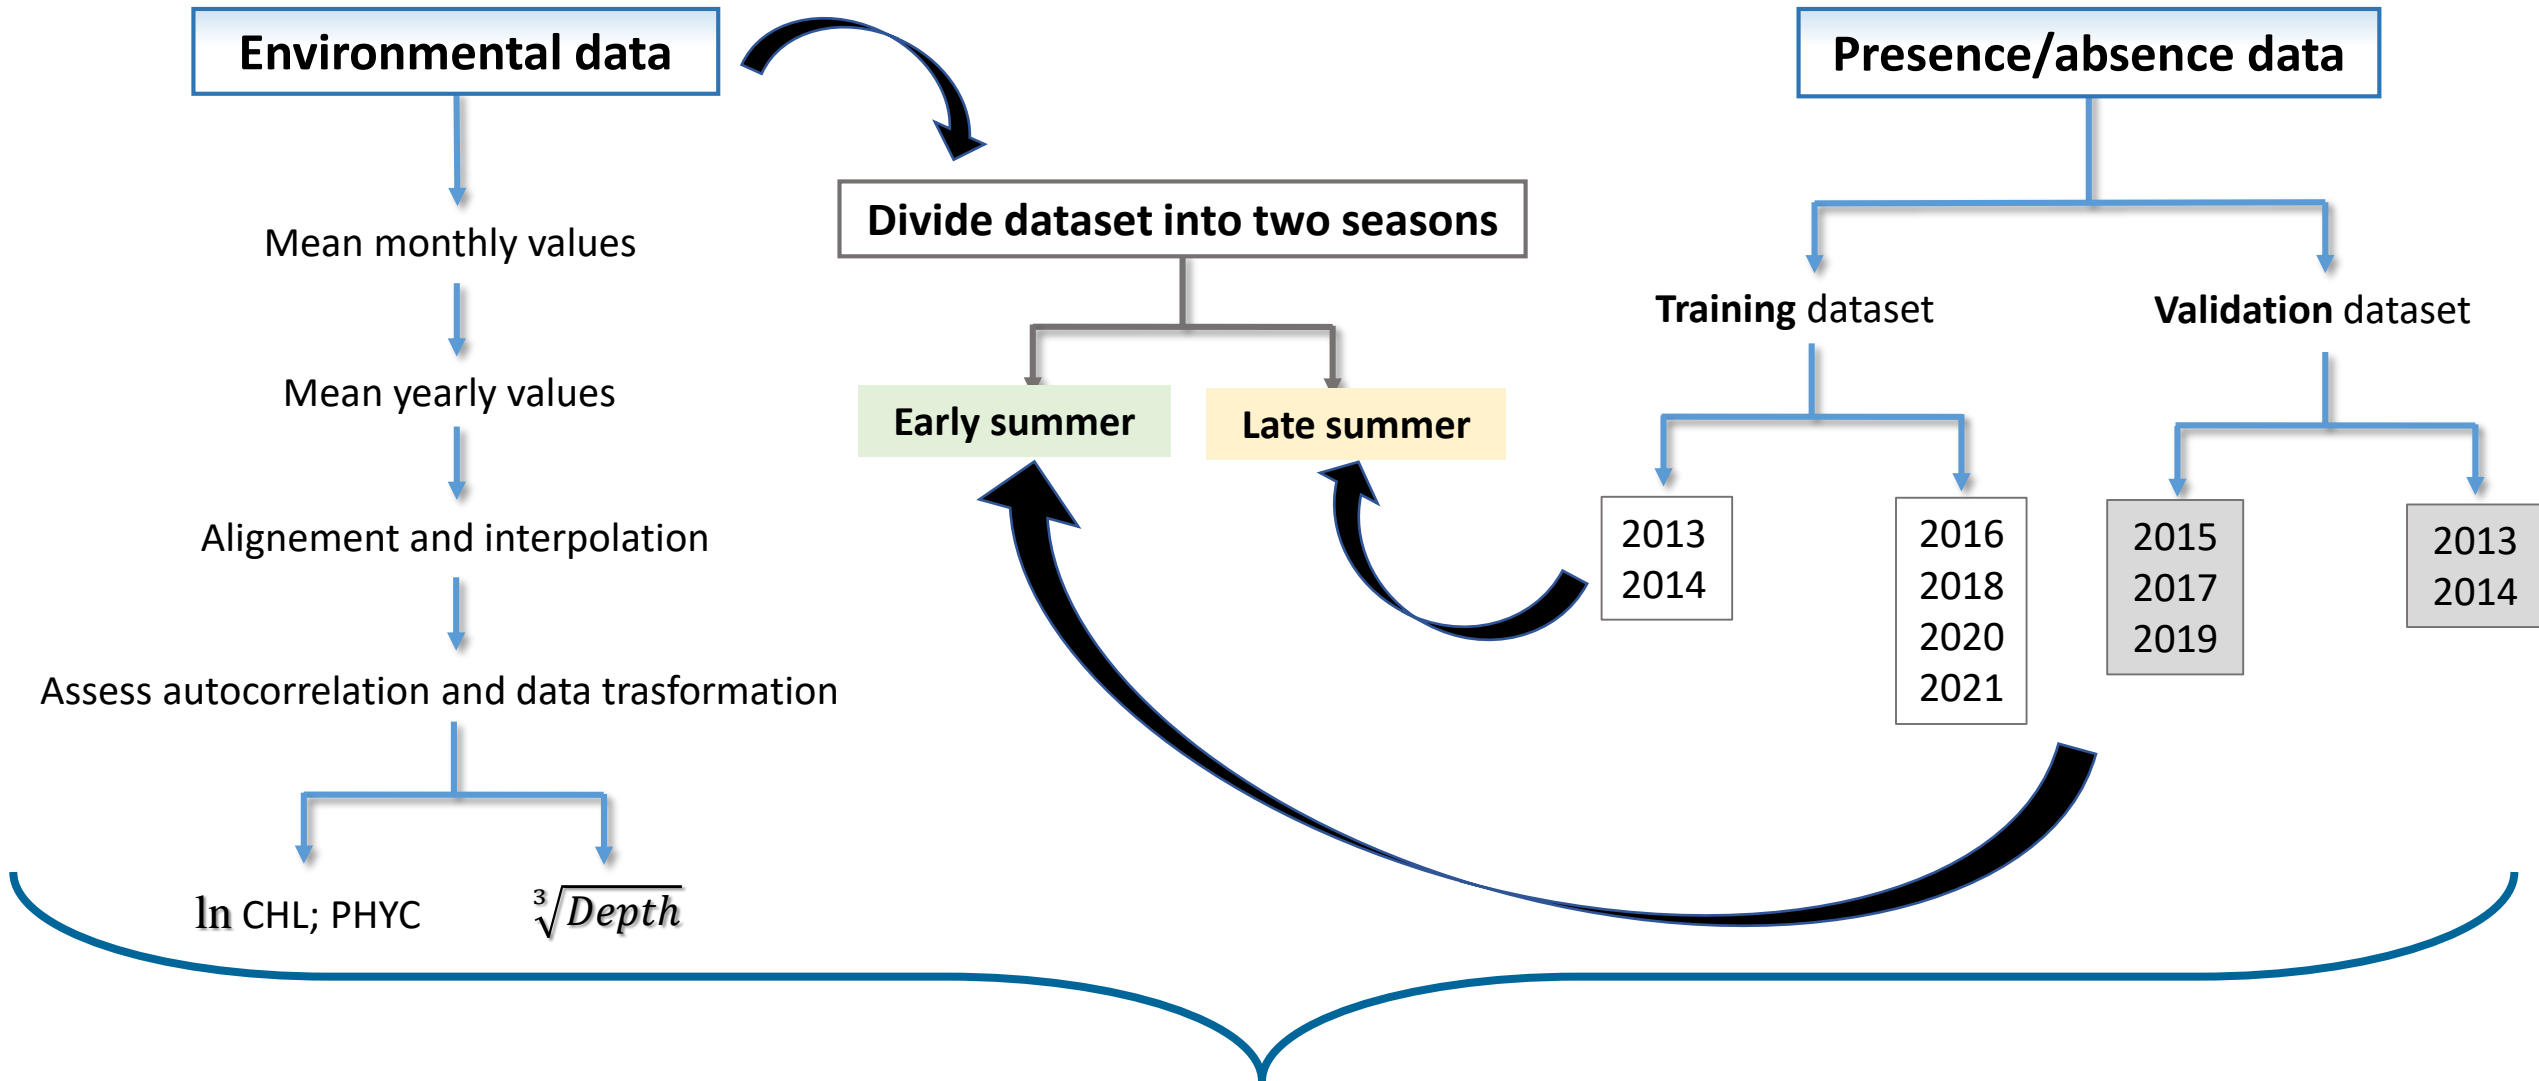 Environmental data
Mean monthly values
Mean yearly values
Alignement and interpolation
Assess autocorrelation and data trasformation
ln CHL; PHYC
∛Depth
Divide dataset into two seasons
Early summer
Late summer
Presence/absence data
Training dataset
Validation dataset
2013
2014
2016
2018
2020
2021
2015
2017
2019
2013
2014